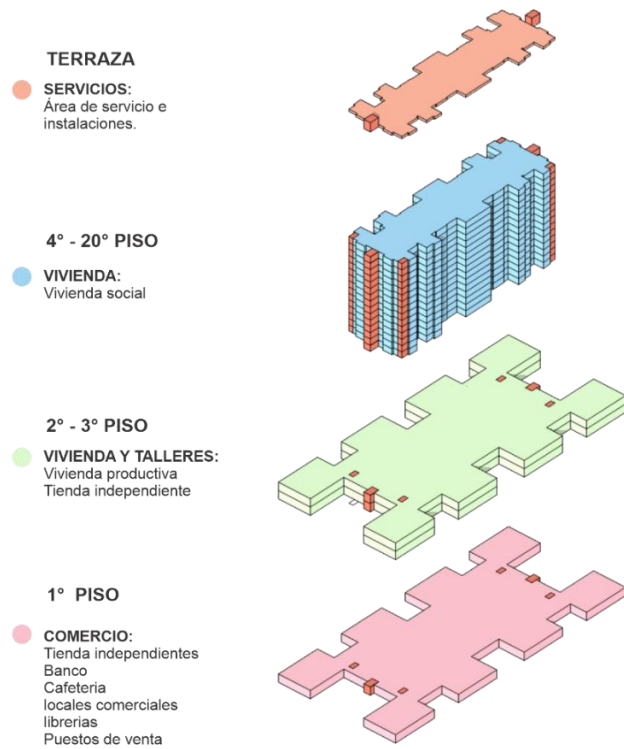 TERRAZA
SERVICIOS:
Área de servicio e
instalaciones.
4° - 20° PISO
VIVIENDA:
Vivienda social
2° - 3° PISO
VIVIENDA Y TALLERES:
Vivienda productiva
Tienda independiente
1° PISO
COMERCIO:
Tienda independientes
Banco
Cafeteria
locales comerciales
librerias
Puestos de venta